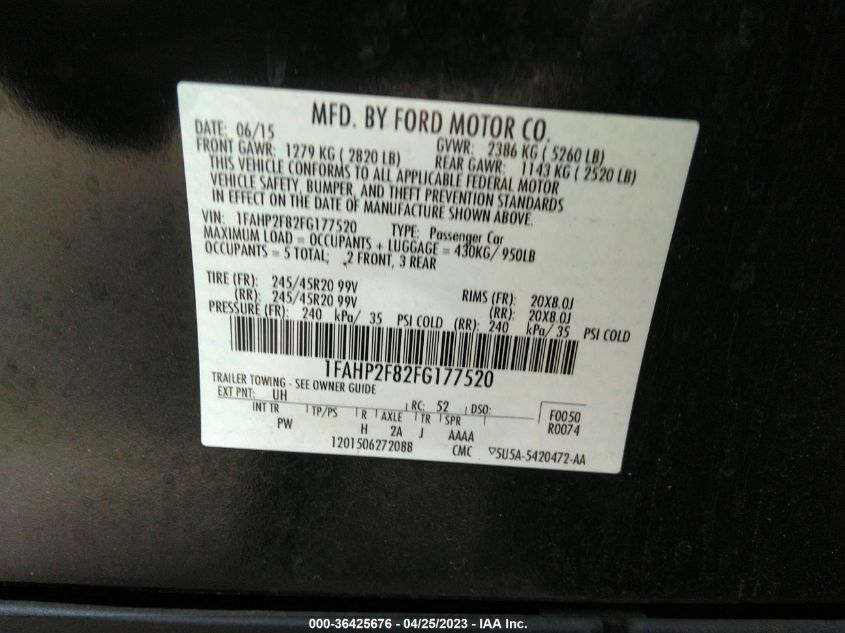 MFD. BY FORD MOTOR CO.
DATE: 06/15 GVWR: 2386 KG ( 5260 LB)
FRONT GAWR: 1279 KG ( 2820 LB) REAR GAWR: 1143 KG ( 2520 LB)
THIS VEHICLE CONFORMS TO ALL APPLICABLE FEDERAL MOTOR
VEHICLE SAFETY, BUMPER, AND THEFT PREVENTION STANDARDS
IN EFFECT ON THE DATE OF MANUFACTURE SHOWN ABOVE.
VIN: 1FAHP2F82FG177520 TYPE: Passenger Car
MAXIMUM LOAD = OCCUPANTS + LUGGAGE = 430KG/ 950LB
OCCUPANTS = 5 TOTAL; 2 FRONT, 3 REAR
TIRE (FR): 245/45R20 99V RIMS (FR): 20X8.0J
(RR): 245/45R20 99V (RR): 20X8.0J
PRESSURE (FR): 240 kPa/ 35 PSI COLD (RR): 240 kPa/ 35 PSI COLD
1FAHP2F82FG177520
TRAILER TOWING - SEE OWNER GUIDE
EXT PNT: UH RC: 52 DSO: F0050
INT TR TP/PS R AXLE TR SPR R0074
PW H 2A J AAAA
1201506272088 CMC ▽5U5A-5420472-AA
000-36425676 - 04/25/2023 - IAA Inc.